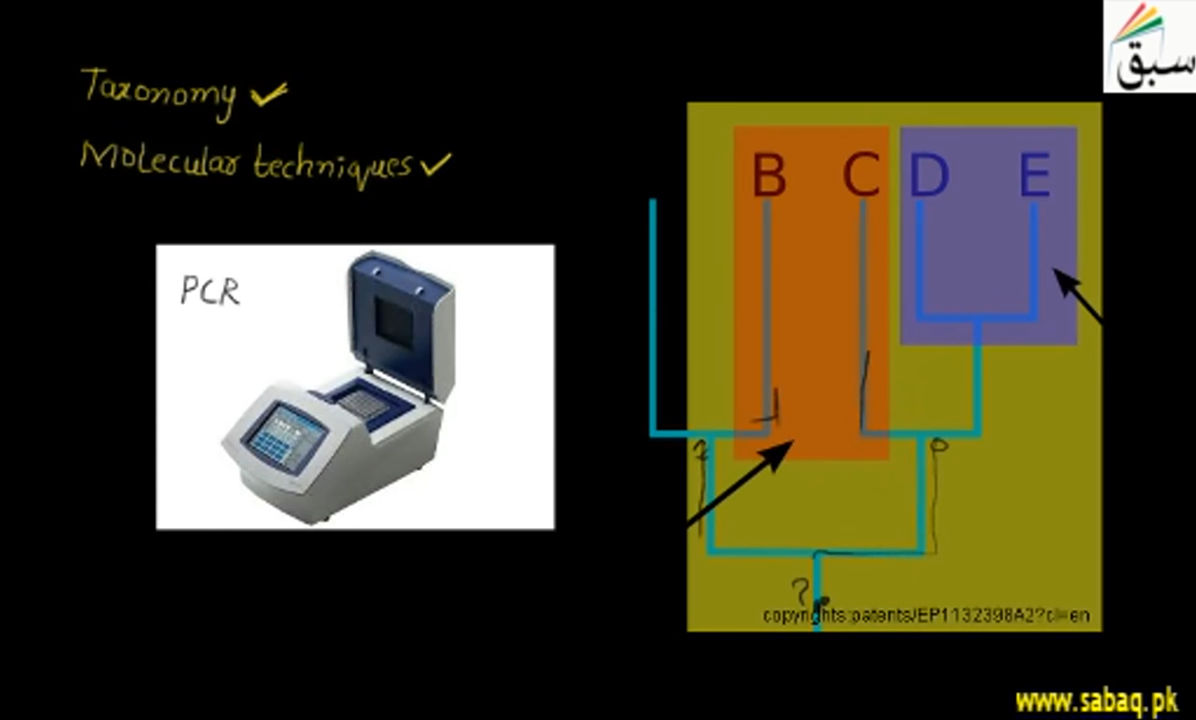 سبق
Taxonomy
Molecular techniques
PCR
B C D E
?
?
copyrights:patents/EP1132398A2?cl=en
www.sabaq.pk